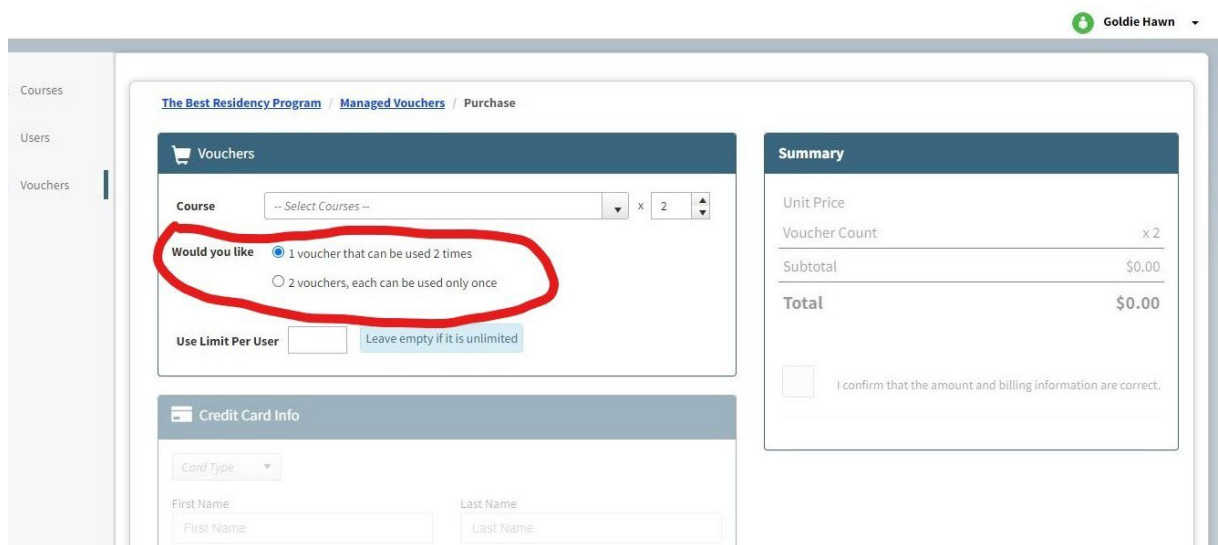 Goldie Hawn
Courses
Users
Vouchers
The Best Residency Program / Managed Vouchers / Purchase
Vouchers
Course -- Select Courses -- x 2
Would you like 1 voucher that can be used 2 times
2 vouchers, each can be used only once
Use Limit Per User Leave empty if it is unlimited
Credit Card Info
Card Type
First Name Last Name
First Name Last Name
Summary
Unit Price
Voucher Count x 2
Subtotal $0.00
Total $0.00
I confirm that the amount and billing information are correct.